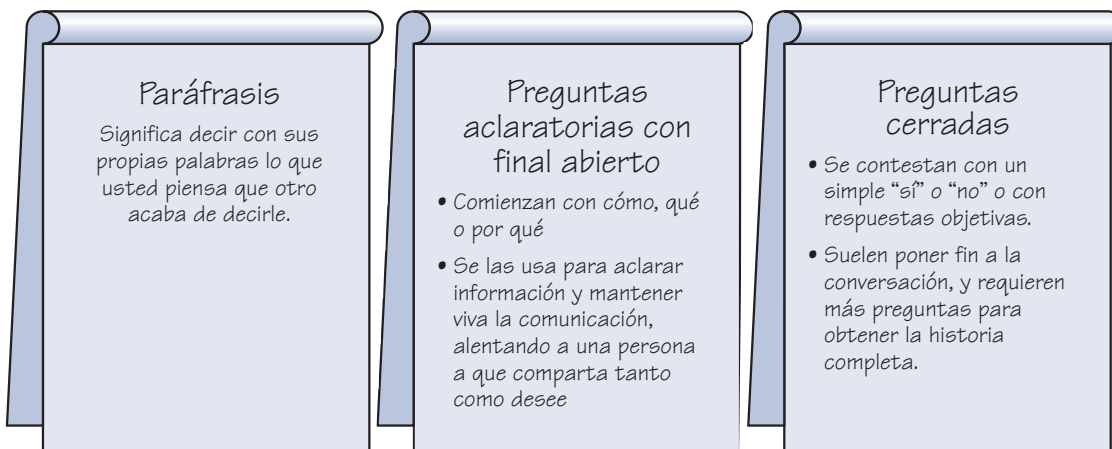 Paráfrasis
Significa decir con sus
propias palabras lo que
usted piensa que otro
acaba de decirle.
Preguntas
aclaratorias con
final abierto
• Comienzan con cómo, qué
o por qué
• Se las usa para aclarar
información y mantener
viva la comunicación,
alentando a una persona
a que comparta tanto
como desee
Preguntas
cerradas
• Se contestan con un
simple “sí” o “no” o con
respuestas objetivas.
• Suelen poner fin a la
conversación, y requieren
más preguntas para
obtener la historia
completa.